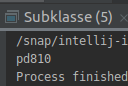 Subklasse (5)
/snap/intellij-i
pd810
Process finished